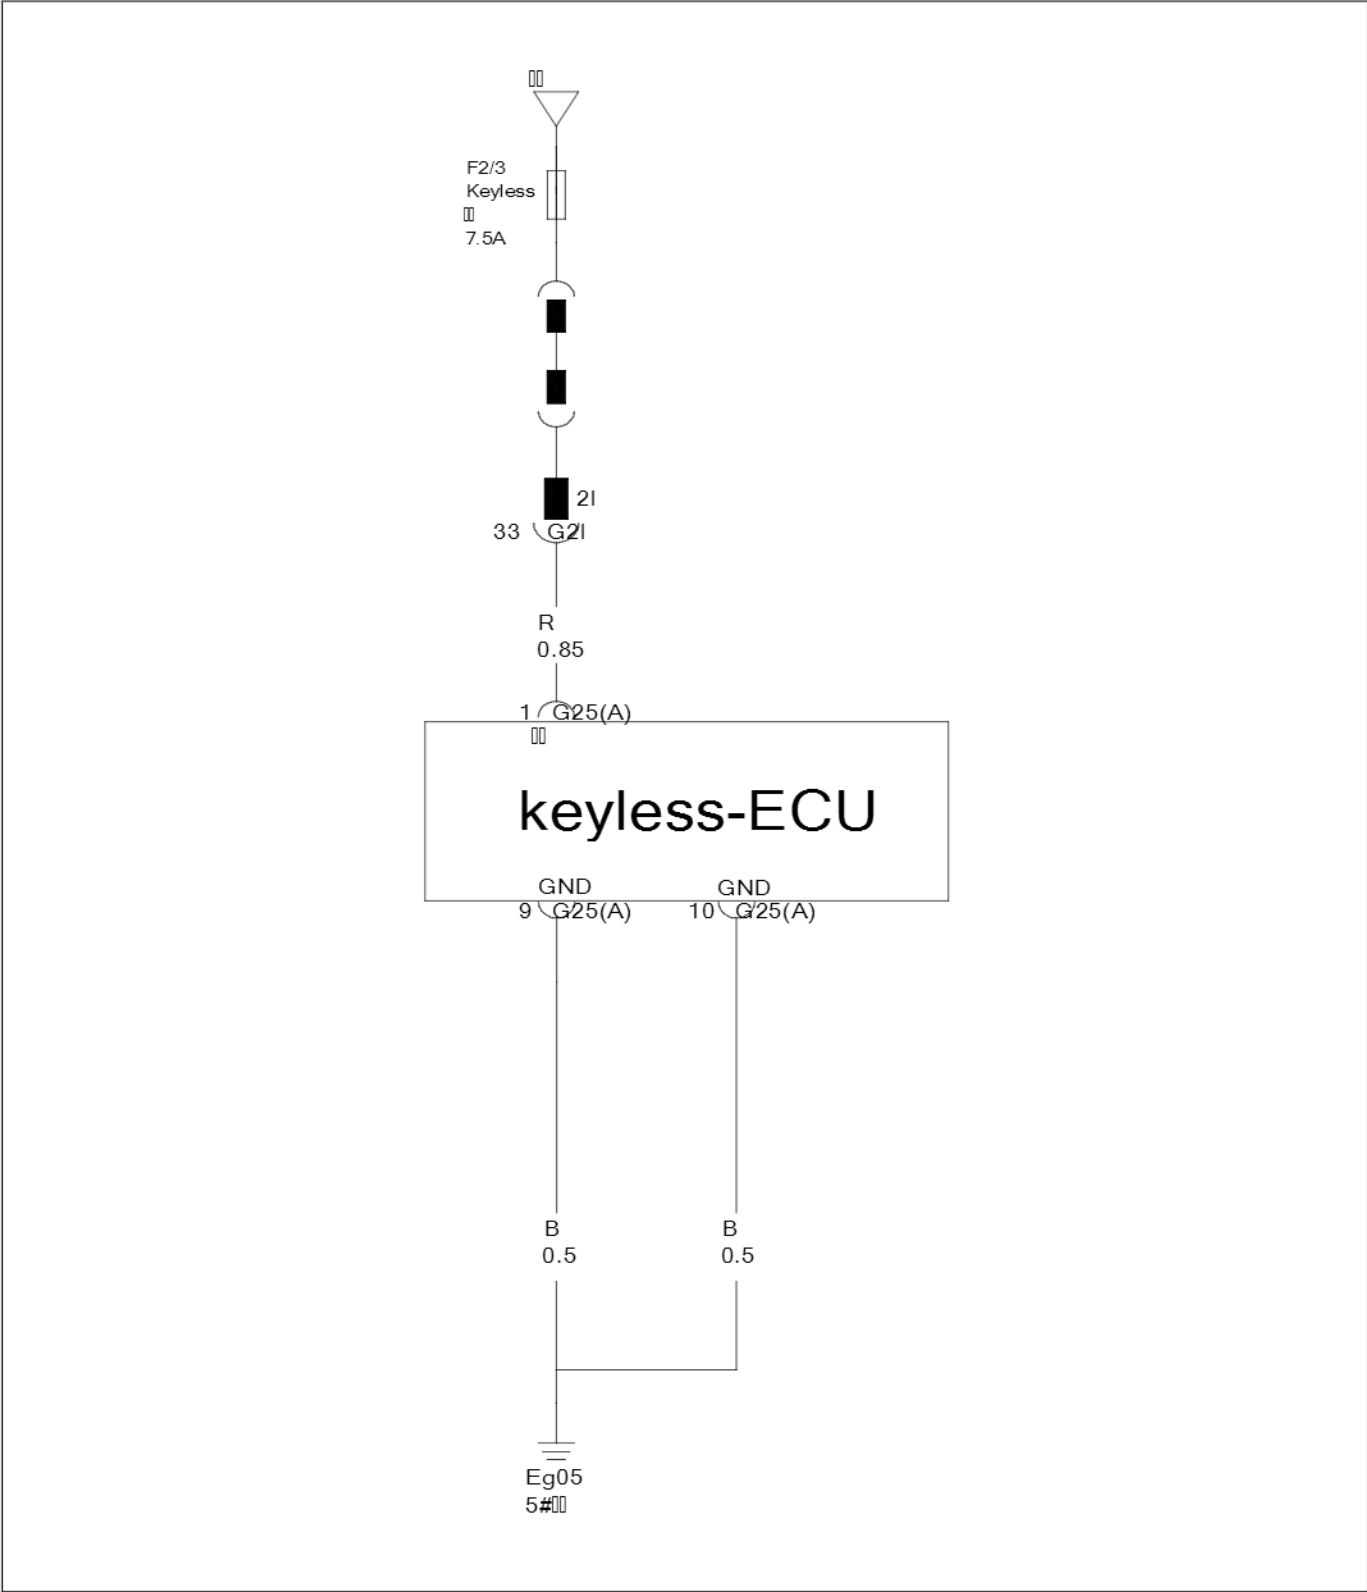 F2/3
Keyless
7.5A
2I
33 G2I
R
0.85
1 G25(A)
keyless-ECU
GND GND
9 G25(A) 10 G25(A)
B B
0.5 0.5
Eg05
5#